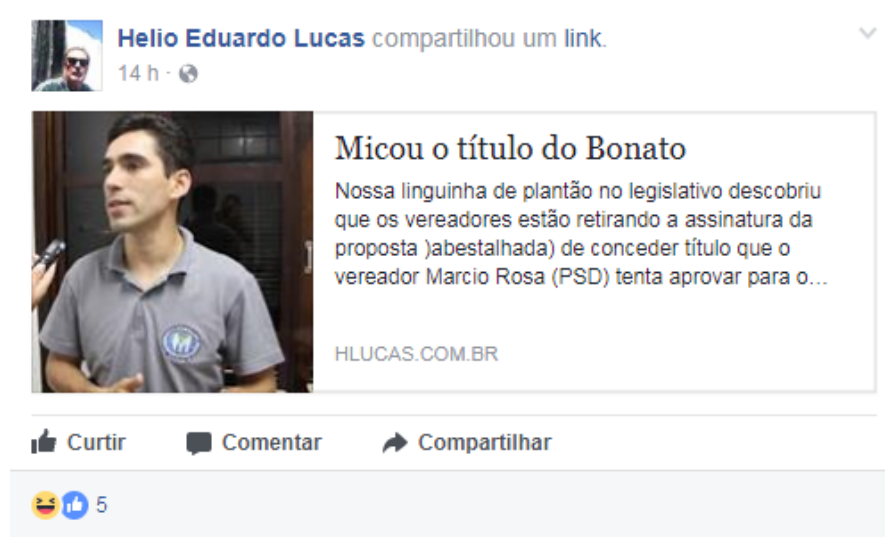 Helio Eduardo Lucas compartilhou um link.
14 h ·
Micou o título do Bonato
Nossa linguinha de plantão no legislativo descobriu
que os vereadores estão retirando a assinatura da
proposta )abestalhada) de conceder título que o
vereador Marcio Rosa (PSD) tenta aprovar para o...
HLUCAS.COM.BR
Curtir Comentar Compartilhar
5